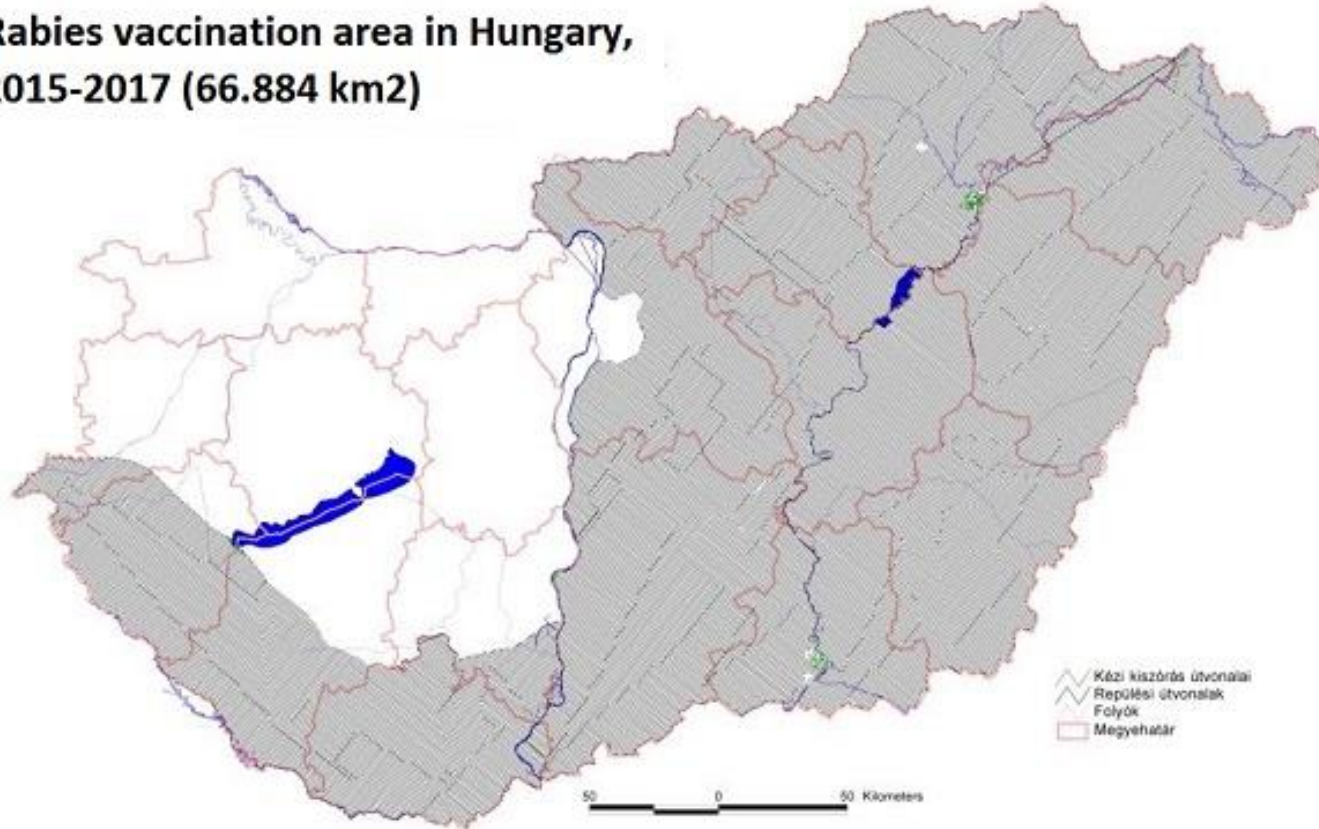 Rabies vaccination area in Hungary,
2015-2017 (66.884 km2)
Kézi kiszórás útvonalai
Repülési útvonalak
Folyók
Megyehatár
50 0 50 Kilometers